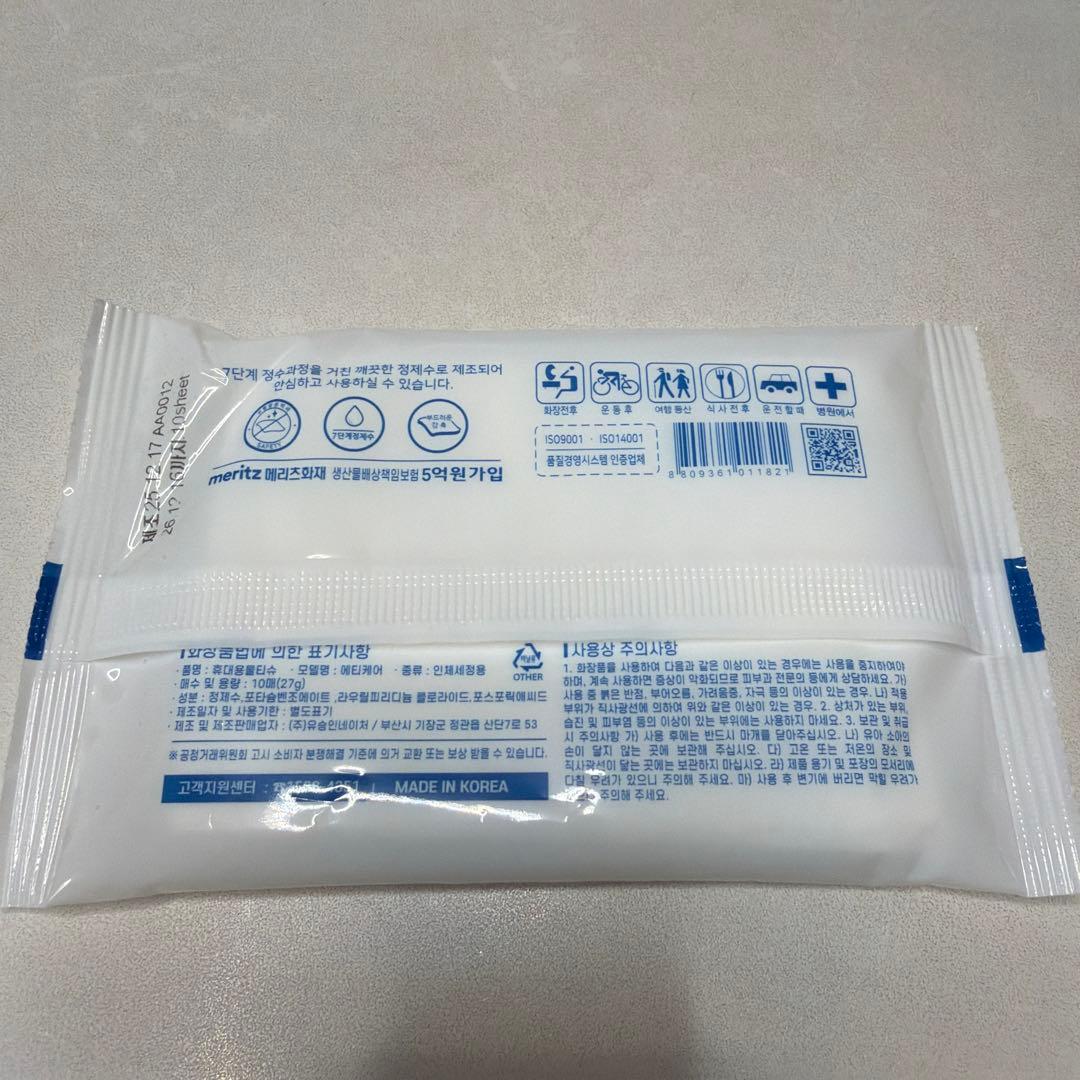 7단계 정수과정을 거친 깨끗한 정제수로 제조되어
안심하고 사용하실 수 있습니다.
SAFETY
7단계정제수
부드러운
감촉
meritz 메리츠화재 생산물배상책임보험 5억원 가입
화장전후 운동후 여행 등산 식사전후 운전할때 병원에서
ISO9001 · ISO14001
품질경영시스템 인증업체
8 809361 011821
제조 25.12.17 AA0012
26.12.16까지 10sheet
화장품법에 의한 표기사항
· 품명 : 휴대용물티슈 · 모델명 : 에티케어 · 종류 : 인체세정용
· 매수 및 용량 : 10매(27g)
· 성분 : 정제수,포타슘벤조에이트,라우릴피리디늄 클로라이드,포스포릭애씨드
· 제조일자 및 사용기한 : 별도표기
· 제조 및 제조판매업자 : (주)유승인네이처 / 부산시 기장군 정관읍 산단7로 53
※ 공정거래위원회 고시 소비자 분쟁해결 기준에 의거 교환 또는 보상 받을 수 있습니다.
고객지원센터 : MADE IN KOREA
OTHER
사용상 주의사항
1. 화장품을 사용하여 다음과 같은 이상이 있는 경우에는 사용을 중지하여야
하며, 계속 사용하면 증상이 악화되므로 피부과 전문의 등에게 상담하세요. 가)
사용 중 붉은 반점, 부어오름, 가려움증, 자극 등의 이상이 있는 경우. 나) 적용
부위가 직사광선에 의하여 위와 같은 이상이 있는 경우. 2. 상처가 있는 부위,
습진 및 피부염 등의 이상이 있는 부위에는 사용하지 마세요. 3. 보관 및 취급
시 주의사항 가) 사용 후에는 반드시 마개를 닫아주십시오. 나) 유아 소아의
손이 닿지 않는 곳에 보관해 주십시오. 다) 고온 또는 저온의 장소 및
직사광선이 닿는 곳에는 보관하지 마십시오. 라) 제품 용기 및 포장의 모서리에
다칠 우려가 있으니 주의해 주세요. 마) 사용 후 변기에 버리면 막힐 우려가
주의해 주세요.